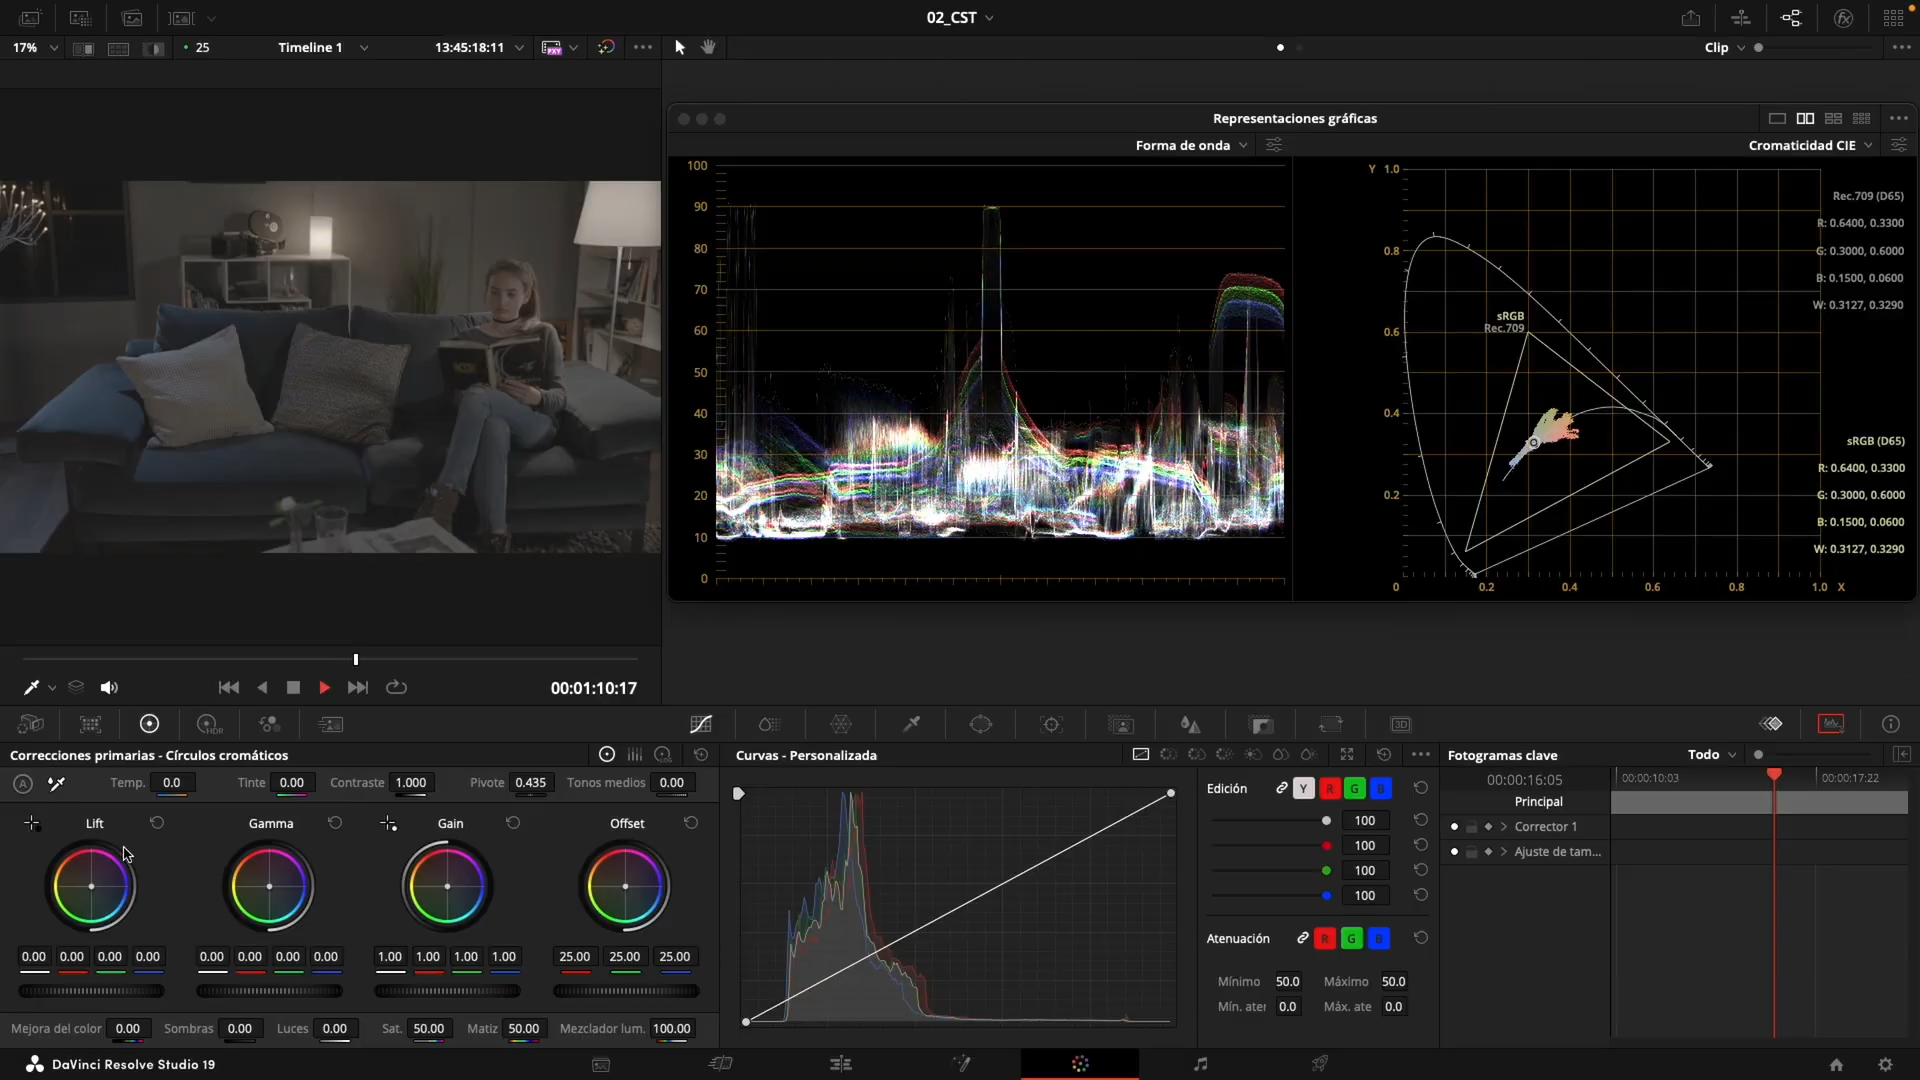 02_CST
17%
25
Timeline 1
13:45:18:11
PXY
Clip
Representaciones gráficas
Forma de onda
Cromaticidad CIE
100
90
80
70
60
50
40
30
20
10
0
Y 1.0
0.8
0.6
0.4
0.2
0
0.2
0.4
0.6
0.8
1.0 X
sRGB
Rec.709
Rec.709 (D65)
R: 0.6400, 0.3300
G: 0.3000, 0.6000
B: 0.1500, 0.0600
W: 0.3127, 0.3290
sRGB (D65)
R: 0.6400, 0.3300
G: 0.3000, 0.6000
B: 0.1500, 0.0600
W: 0.3127, 0.3290
00:01:10:17
HDR
3D
Correcciones primarias - Círculos cromáticos
LOG
A
Temp. 0.0
Tinte 0.00
Contraste 1.000
Pivote 0.435
Tonos medios 0.00
Lift
Gamma
Gain
Offset
0.00 0.00 0.00 0.00
0.00 0.00 0.00 0.00
1.00 1.00 1.00 1.00
25.00 25.00 25.00
Mejora del color 0.00
Sombras 0.00
Luces 0.00
Sat. 50.00
Matiz 50.00
Mezclador lum. 100.00
Curvas - Personalizada
Edición Y R G B
100
100
100
100
Atenuación R G B
Mínimo 50.0 Máximo 50.0
Mín. ater 0.0 Máx. ate 0.0
Fotogramas clave
Todo
00:00:16:05
00:00:10:03
00:00:17:22
Principal
Corrector 1
Ajuste de tam...
DaVinci Resolve Studio 19